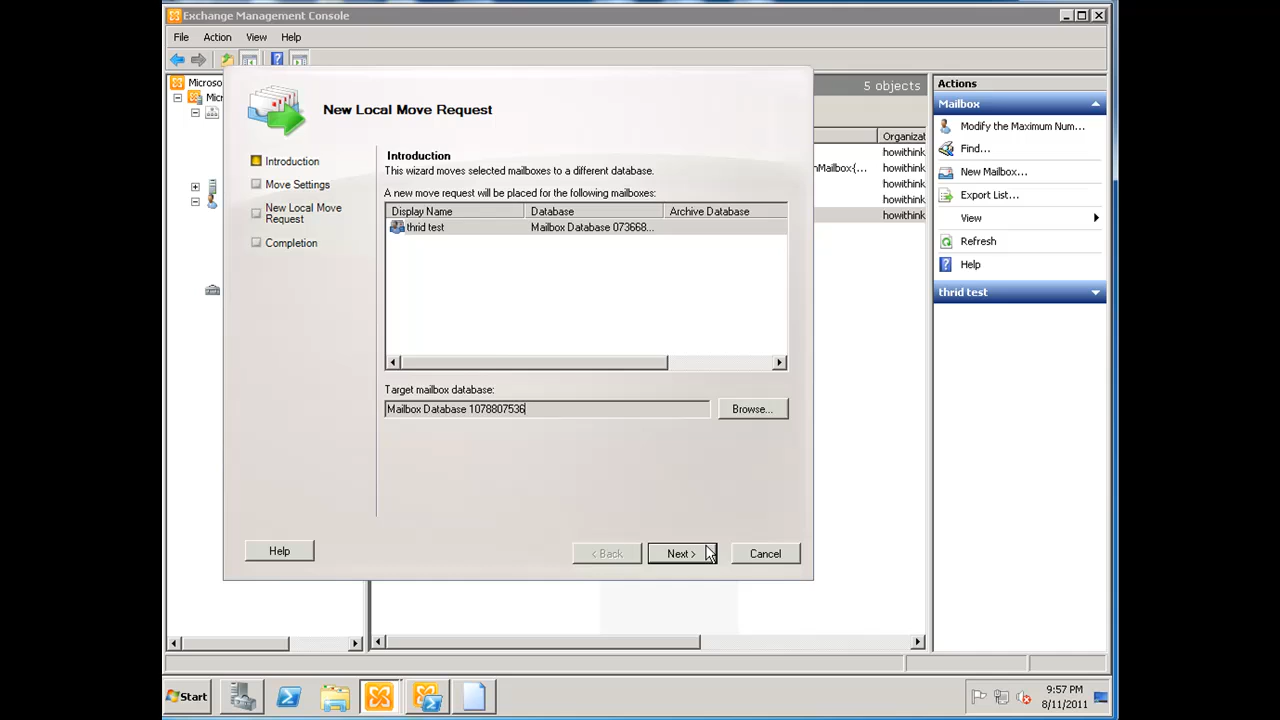 Exchange Management Console
File Action View Help
Microso
Micr
5 objects
Organizat
howithink
nMailbox{... howithink
howithink
howithink
howithink
New Local Move Request
Introduction
Move Settings
New Local Move
Request
Completion
Introduction
This wizard moves selected mailboxes to a different database.
A new move request will be placed for the following mailboxes:
Display Name Database Archive Database
thrid test Mailbox Database 073668...
Target mailbox database:
Mailbox Database 1078807536
Browse...
Help
< Back
Next >
Cancel
Actions
Mailbox
Modify the Maximum Num...
Find...
New Mailbox...
Export List...
View
Refresh
Help
thrid test
Start
9:57 PM
8/11/2011